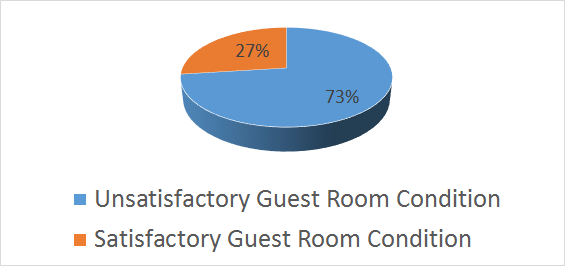 27%
73%
Unsatisfactory Guest Room Condition
Satisfactory Guest Room Condition